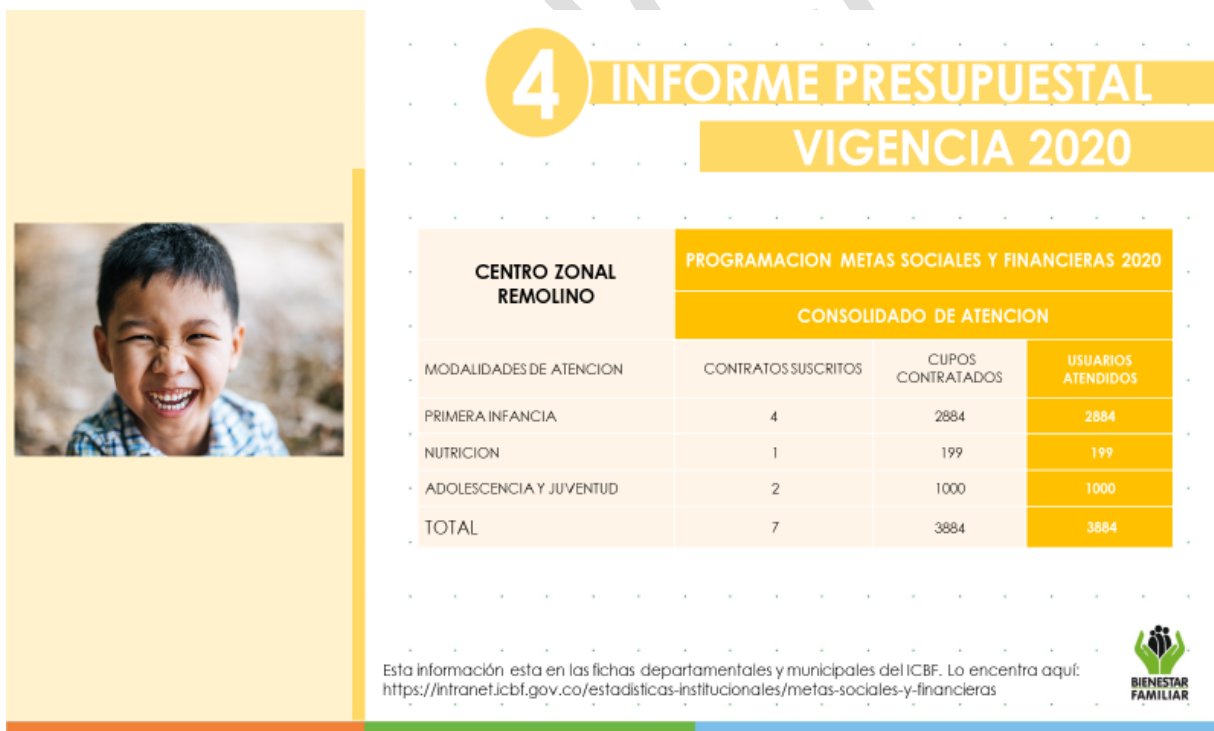 4 INFORME PRESUPUESTAL
VIGENCIA 2020
CENTRO ZONAL
REMOLINO
PROGRAMACION METAS SOCIALES Y FINANCIERAS 2020
CONSOLIDADO DE ATENCION
MODALIDADES DE ATENCION CONTRATOS SUSCRITOS CUPOS CONTRATADOS USUARIOS ATENDIDOS
PRIMERA INFANCIA 4 2884 2884
NUTRICION 1 199 199
ADOLESCENCIA Y JUVENTUD 2 1000 1000
TOTAL 7 3884 3884
Esta información esta en las fichas departamentales y municipales del ICBF. Lo encentra aquí:
https://intranet.icbf.gov.co/estadisticas-institucionales/metas-sociales-y-financieras
BIENESTAR
FAMILIAR